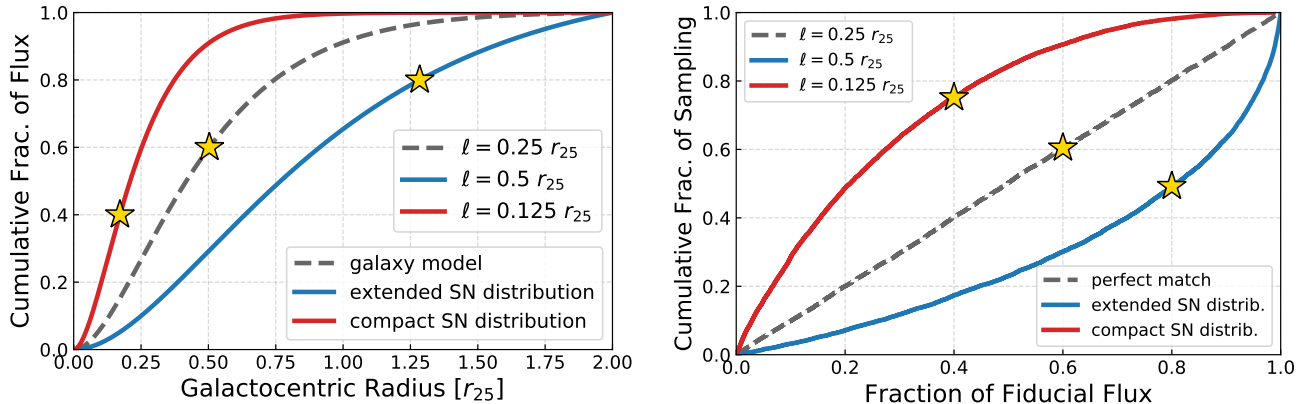 Cumulative Frac. of Flux
1.0
0.8
0.6
0.4
0.2
0.0
0.00 0.25 0.50 0.75 1.00 1.25 1.50 1.75 2.00
Galactocentric Radius [r₂₅]
ℓ = 0.25 r₂₅
ℓ = 0.5 r₂₅
ℓ = 0.125 r₂₅
galaxy model
extended SN distribution
compact SN distribution
Cumulative Frac. of Sampling
1.0
0.8
0.6
0.4
0.2
0.0
0.0 0.2 0.4 0.6 0.8 1.0
Fraction of Fiducial Flux
ℓ = 0.25 r₂₅
ℓ = 0.5 r₂₅
ℓ = 0.125 r₂₅
perfect match
extended SN distrib.
compact SN distrib.